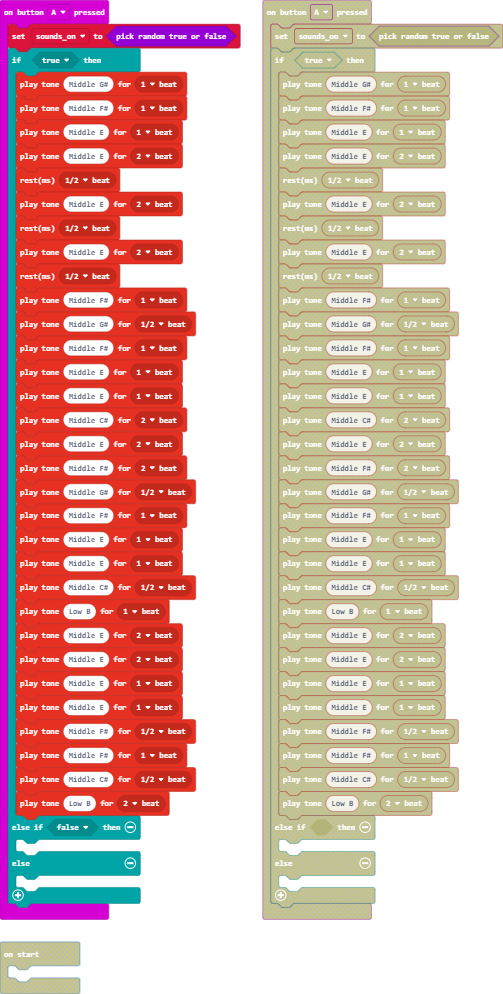 on button A pressed
set sounds_on to pick random true or false
if true then
play tone Middle G# for 1 beat
play tone Middle F# for 1 beat
play tone Middle E for 1 beat
play tone Middle E for 2 beat
rest(ms) 1/2 beat
play tone Middle E for 2 beat
rest(ms) 1/2 beat
play tone Middle E for 2 beat
rest(ms) 1/2 beat
play tone Middle F# for 1 beat
play tone Middle G# for 1/2 beat
play tone Middle F# for 1 beat
play tone Middle E for 1 beat
play tone Middle E for 1 beat
play tone Middle C# for 2 beat
play tone Middle E for 2 beat
play tone Middle F# for 2 beat
play tone Middle G# for 1/2 beat
play tone Middle F# for 1 beat
play tone Middle E for 1 beat
play tone Middle E for 1 beat
play tone Middle C# for 1/2 beat
play tone Low B for 1 beat
play tone Middle E for 2 beat
play tone Middle E for 2 beat
play tone Middle E for 1 beat
play tone Middle E for 1 beat
play tone Middle F# for 1/2 beat
play tone Middle F# for 1 beat
play tone Middle C# for 1/2 beat
play tone Low B for 2 beat
else if false then
else
on start
on button A pressed
set sounds_on to pick random true or false
if true then
play tone Middle G# for 1 beat
play tone Middle F# for 1 beat
play tone Middle E for 1 beat
play tone Middle E for 2 beat
rest(ms) 1/2 beat
play tone Middle E for 2 beat
rest(ms) 1/2 beat
play tone Middle E for 2 beat
rest(ms) 1/2 beat
play tone Middle F# for 1 beat
play tone Middle G# for 1/2 beat
play tone Middle F# for 1 beat
play tone Middle E for 1 beat
play tone Middle E for 1 beat
play tone Middle C# for 2 beat
play tone Middle E for 2 beat
play tone Middle F# for 2 beat
play tone Middle G# for 1/2 beat
play tone Middle F# for 1 beat
play tone Middle E for 1 beat
play tone Middle E for 1 beat
play tone Middle C# for 1/2 beat
play tone Low B for 1 beat
play tone Middle E for 2 beat
play tone Middle E for 2 beat
play tone Middle E for 1 beat
play tone Middle E for 1 beat
play tone Middle F# for 1/2 beat
play tone Middle F# for 1 beat
play tone Middle C# for 1/2 beat
play tone Low B for 2 beat
else if then
else